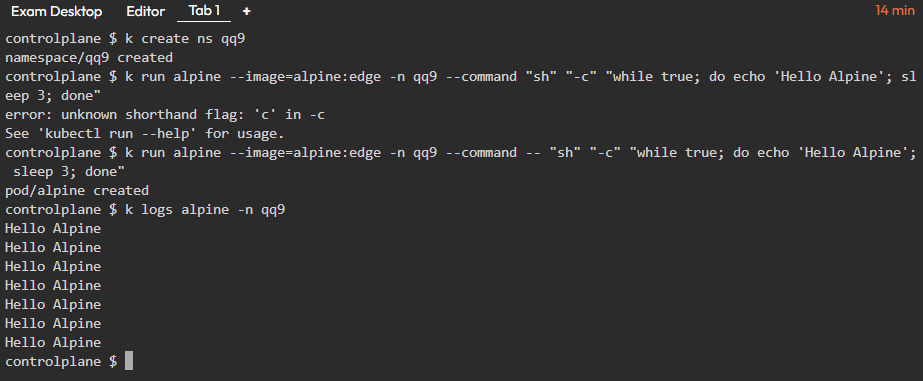 Exam Desktop Editor Tab 1 + 14 min
controlplane $ k create ns qq9
namespace/qq9 created
controlplane $ k run alpine --image=alpine:edge -n qq9 --command "sh" "-c" "while true; do echo 'Hello Alpine'; sl
eep 3; done"
error: unknown shorthand flag: 'c' in -c
See 'kubectl run --help' for usage.
controlplane $ k run alpine --image=alpine:edge -n qq9 --command -- "sh" "-c" "while true; do echo 'Hello Alpine';
 sleep 3; done"
pod/alpine created
controlplane $ k logs alpine -n qq9
Hello Alpine
Hello Alpine
Hello Alpine
Hello Alpine
Hello Alpine
Hello Alpine
Hello Alpine
controlplane $